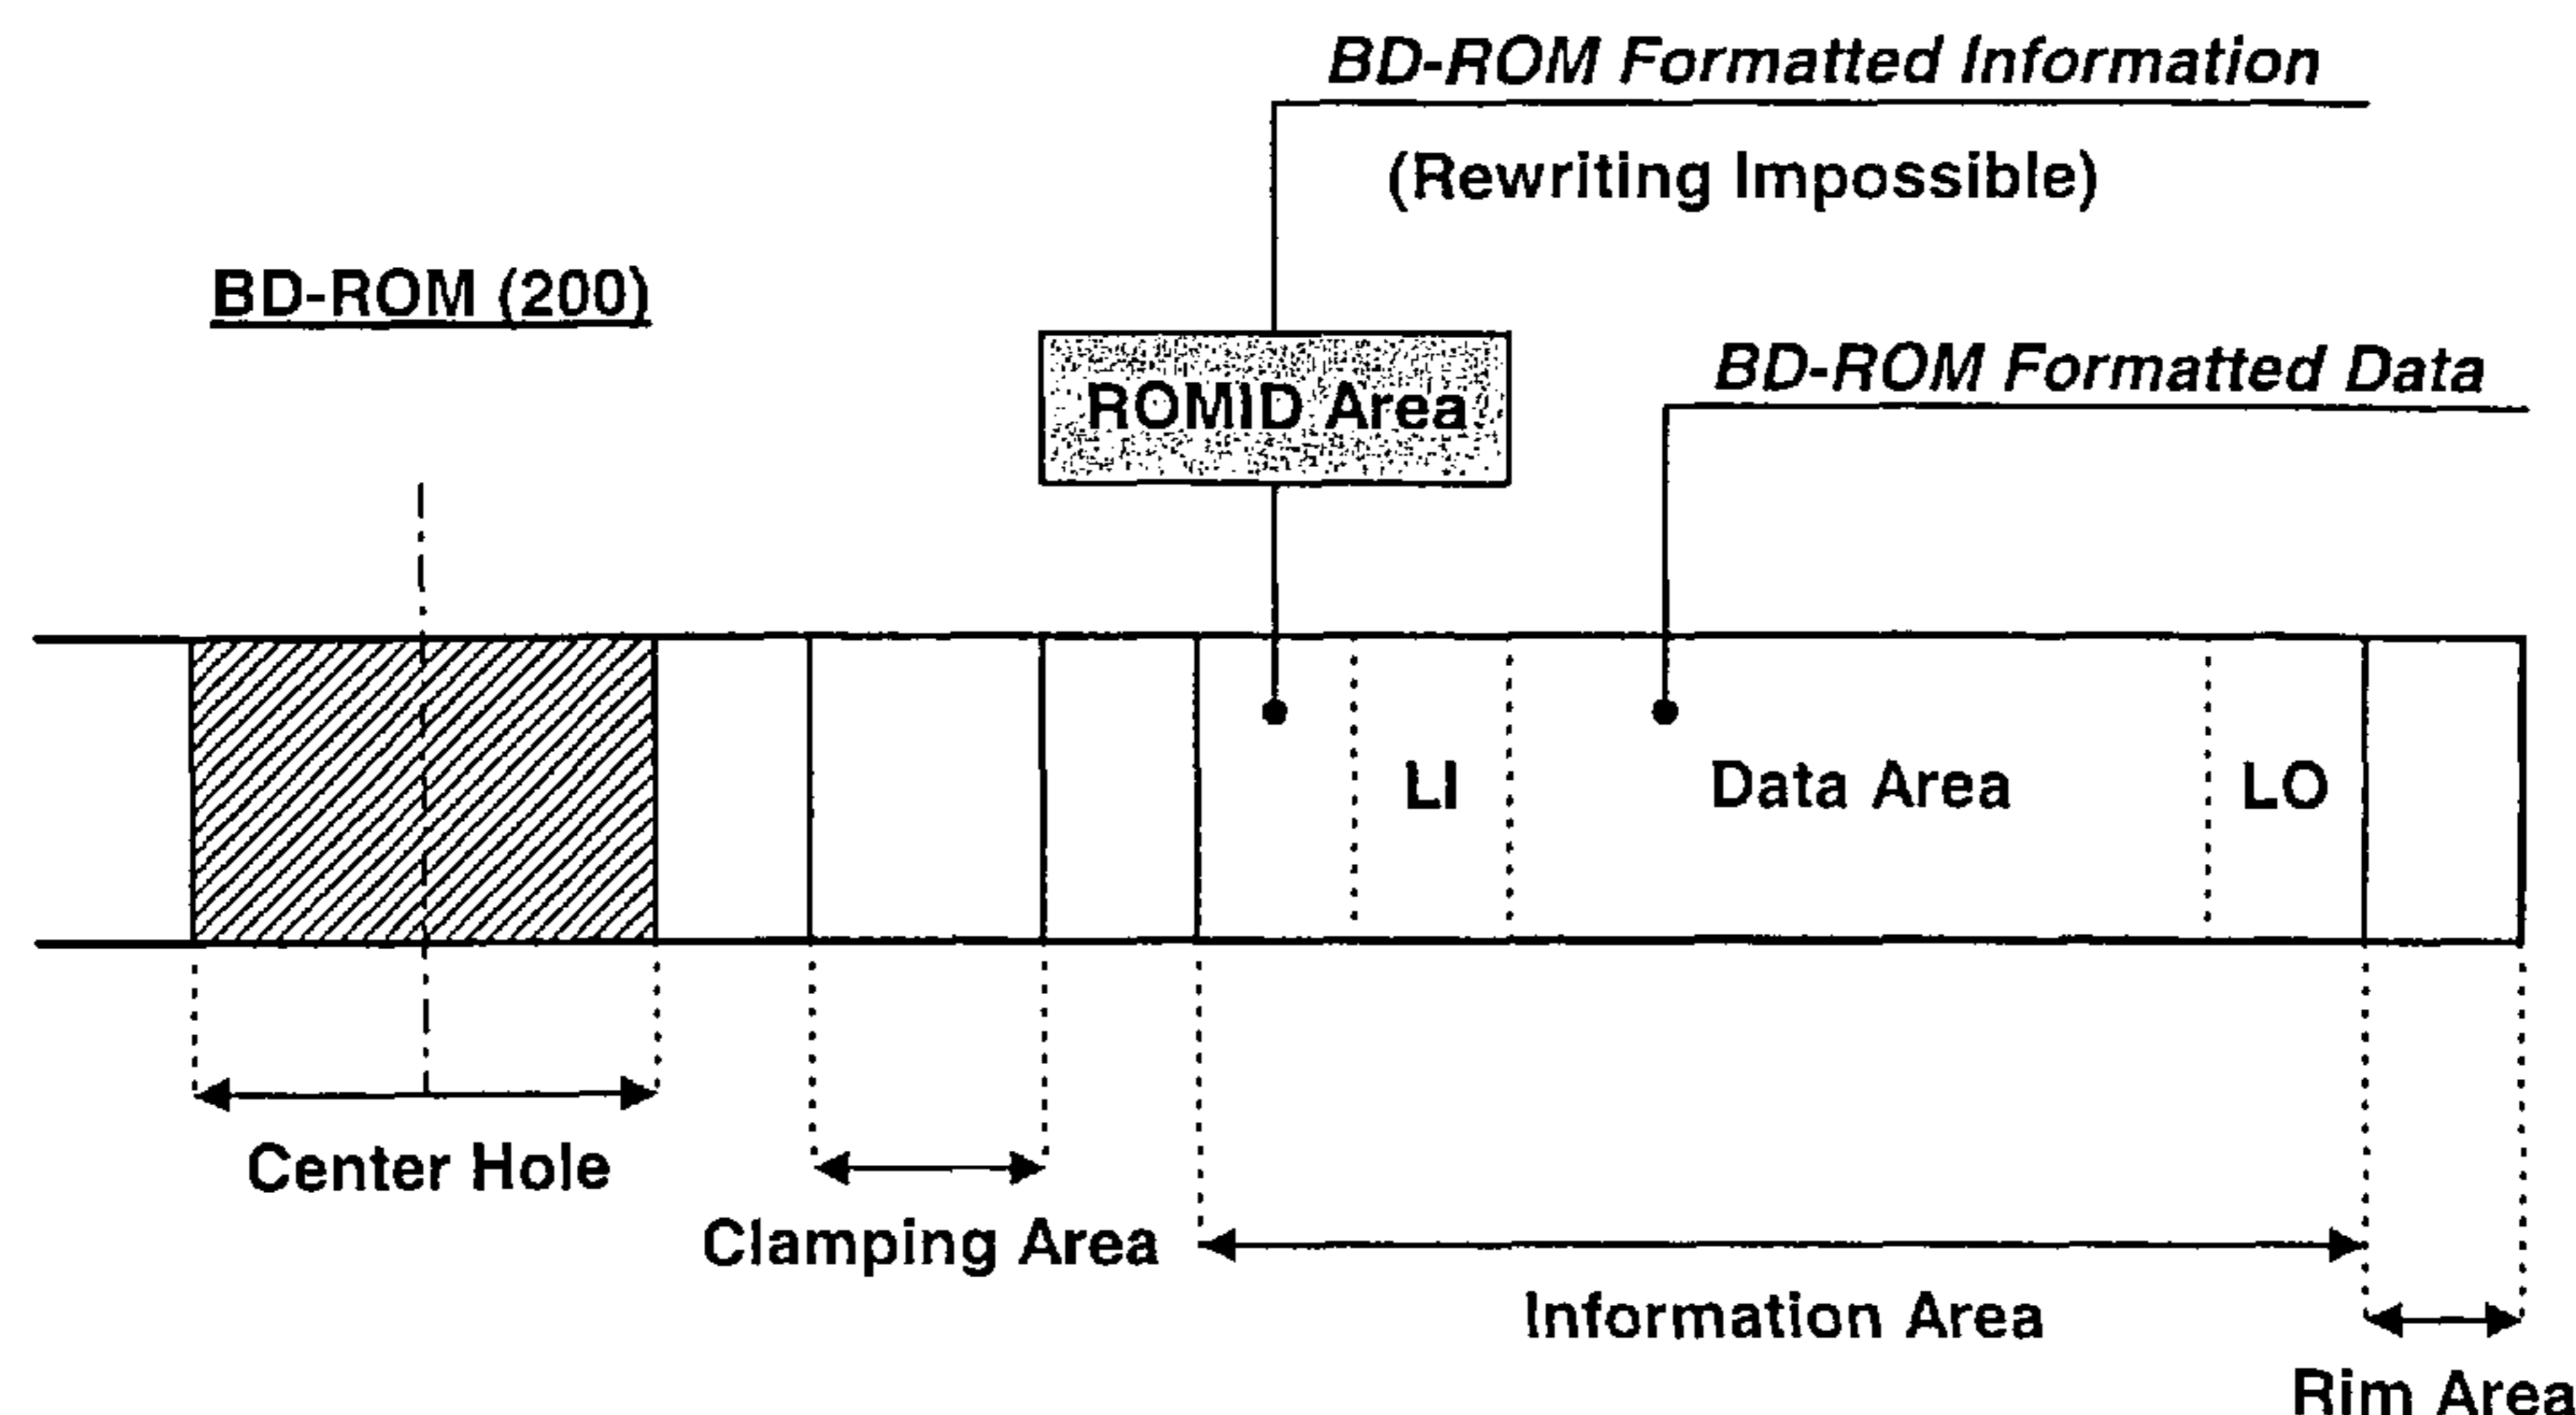 BD-ROM Formatted Information
(Rewriting Impossible)
BD-ROM (200)
ROMID Area
BD-ROM Formatted Data
LI
Data Area
LO
Center Hole
Clamping Area
Information Area
Rim Area